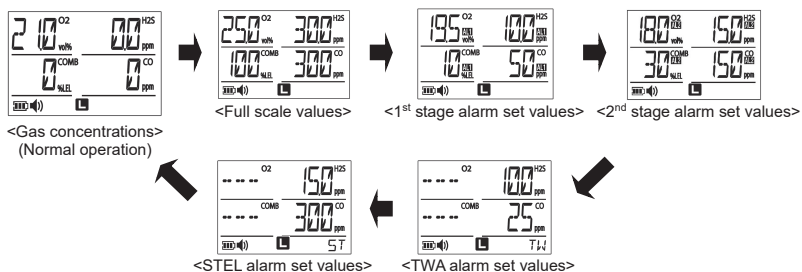 O2 H2S
21.0 vol% 0.0 ppm
COMB CO
0 %LEL 0 ppm
L
<Gas concentrations>
(Normal operation)
O2 H2S
25.0 vol% 30.0 ppm
COMB CO
100 %LEL 300 ppm
L
<Full scale values>
O2 H2S
19.5 AL1 vol% 10.0 AL1 ppm
COMB CO
10 AL1 %LEL 50 AL1 ppm
L
<1st stage alarm set values>
O2 H2S
18.0 AL2 vol% 15.0 AL2 ppm
COMB CO
30 AL2 %LEL 150 AL2 ppm
L
<2nd stage alarm set values>
O2 H2S
---- 10.0 ppm
COMB CO
---- 25 ppm
L TW
<TWA alarm set values>
O2 H2S
---- 15.0 ppm
COMB CO
---- 300 ppm
L ST
<STEL alarm set values>